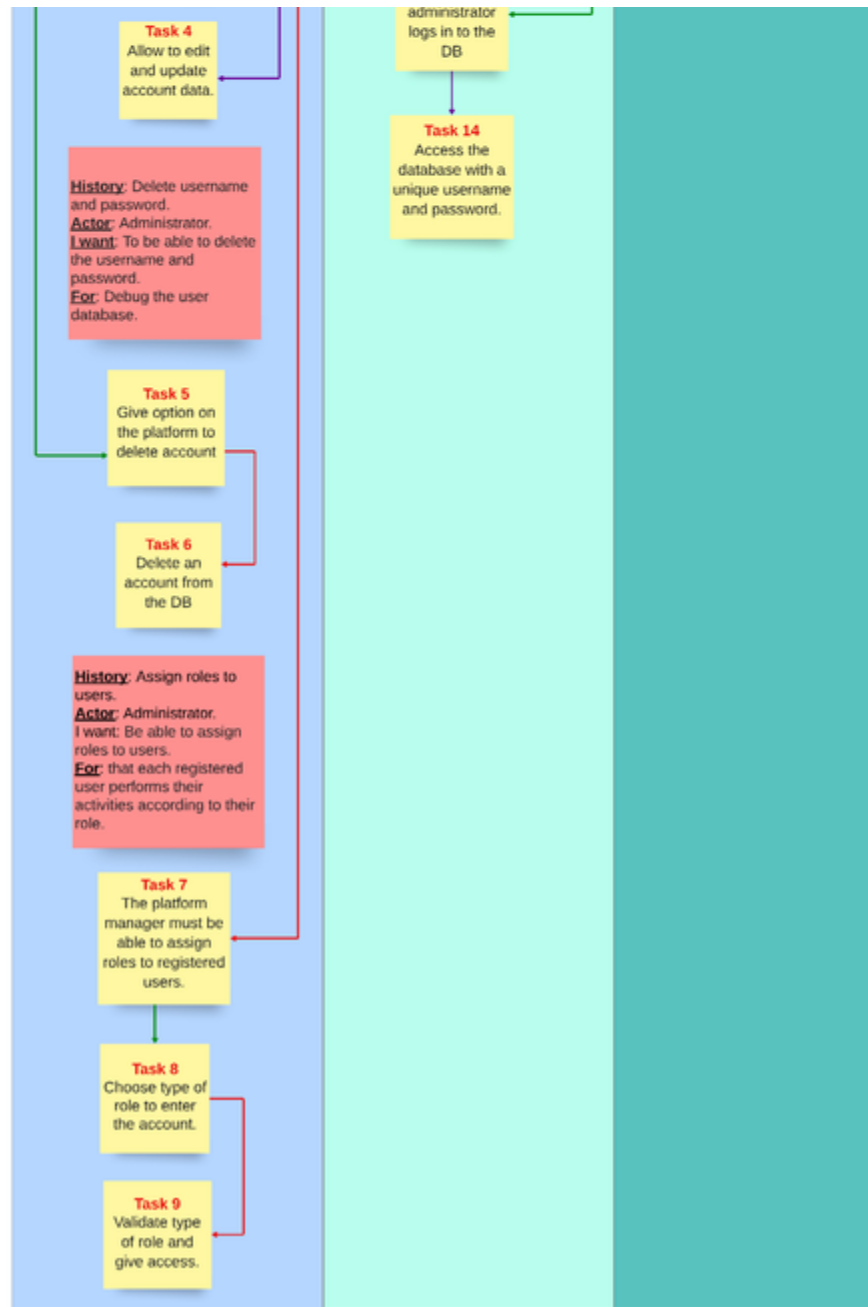 Task 4
Allow to edit
and update
account data.
History: Delete username
and password.
Actor: Administrator.
I want: To be able to delete
the username and
password.
For: Debug the user
database.
Task 5
Give option on
the platform to
delete account
Task 6
Delete an
account from
the DB
History: Assign roles to
users.
Actor: Administrator.
I want: Be able to assign
roles to users.
For: that each registered
user performs their
activities according to their
role.
Task 7
The platform
manager must be
able to assign
roles to registered
users.
Task 8
Choose type of
role to enter
the account.
Task 9
Validate type
of role and
give access.
administrator
logs in to the
DB
Task 14
Access the
database with a
unique username
and password.